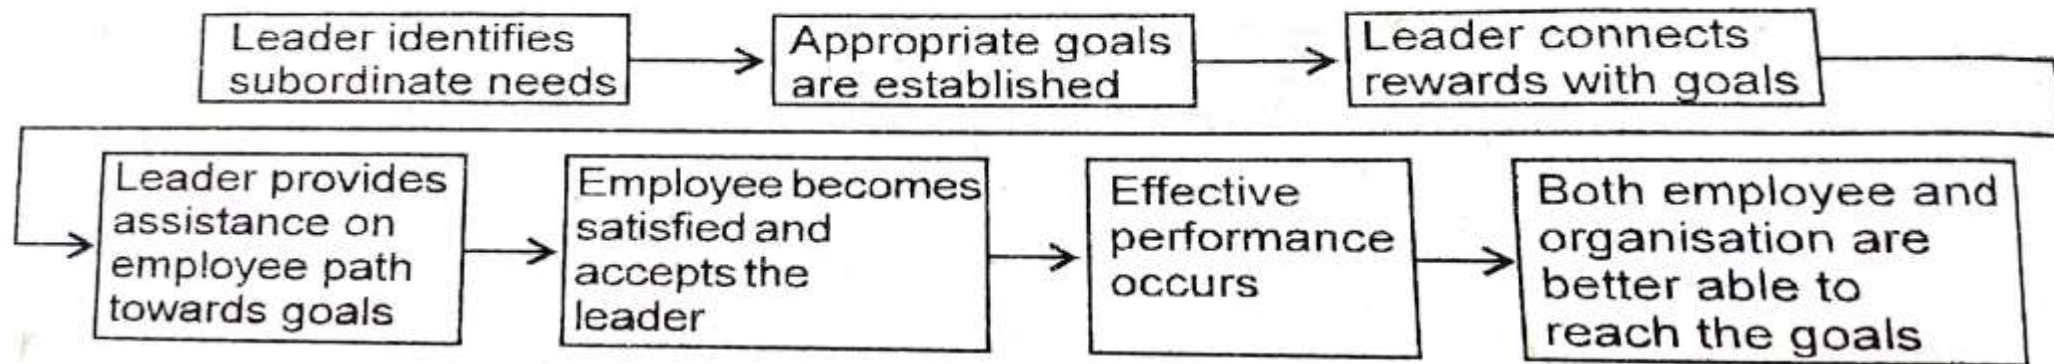 Leader identifies
subordinate needs
Appropriate goals
are established
Leader connects
rewards with goals
Leader provides
assistance on
employee path
towards goals
Employee becomes
satisfied and
accepts the
leader
Effective
performance
occurs
Both employee and
organisation are
better able to
reach the goals